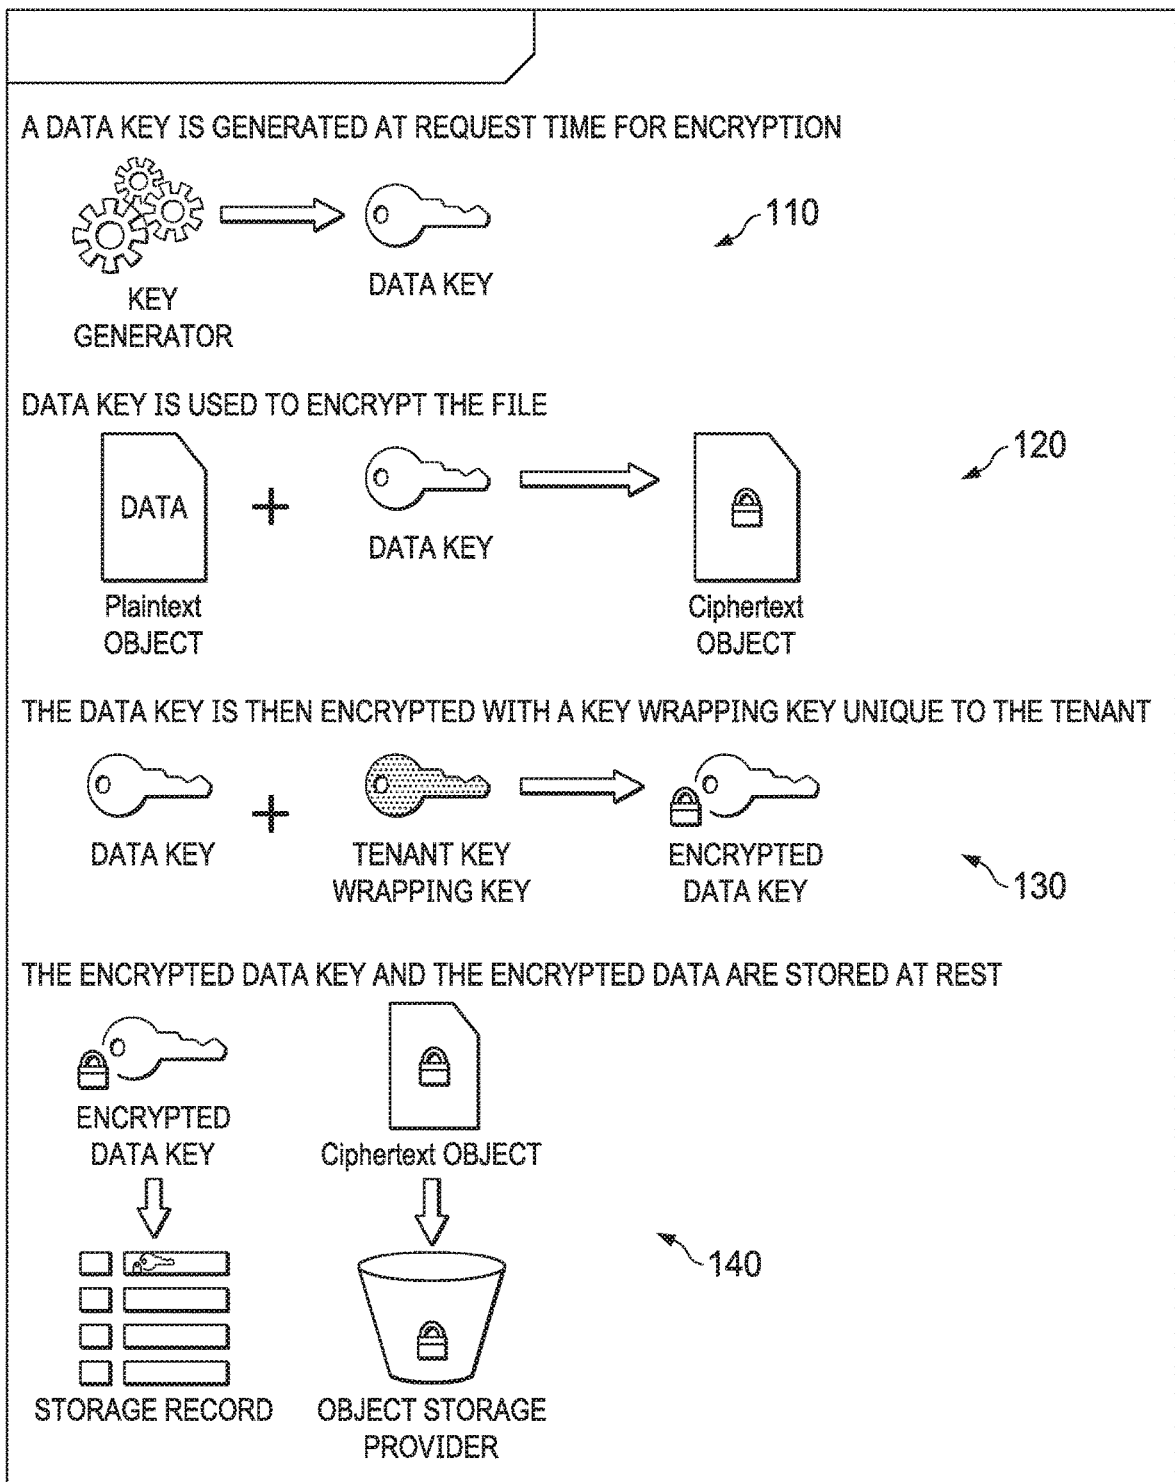 A DATA KEY IS GENERATED AT REQUEST TIME FOR ENCRYPTION
110
DATA KEY
KEY
GENERATOR
DATA KEY IS USED TO ENCRYPT THE FILE
120
DATA
+
DATA KEY
Plaintext
OBJECT
Ciphertext
OBJECT
THE DATA KEY IS THEN ENCRYPTED WITH A KEY WRAPPING KEY UNIQUE TO THE TENANT
+
DATA KEY
TENANT KEY
WRAPPING KEY
ENCRYPTED
DATA KEY
130
THE ENCRYPTED DATA KEY AND THE ENCRYPTED DATA ARE STORED AT REST
ENCRYPTED
DATA KEY
Ciphertext OBJECT
140
STORAGE RECORD
OBJECT STORAGE
PROVIDER